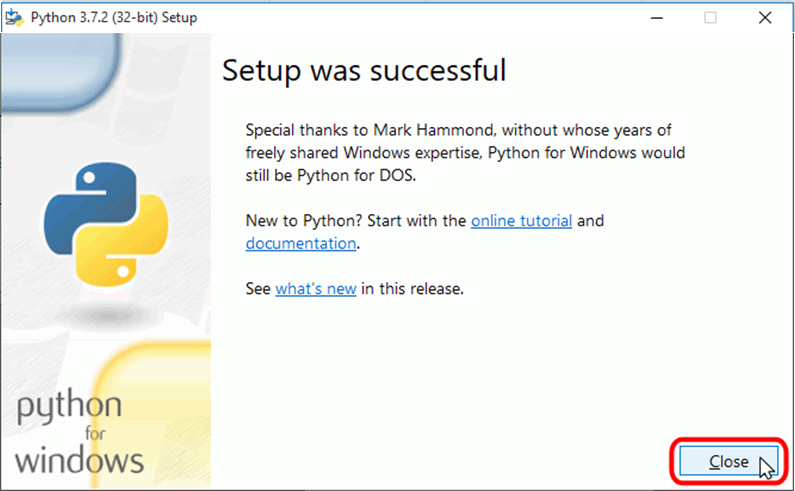 Python 3.7.2 (32-bit) Setup
Setup was successful
Special thanks to Mark Hammond, without whose years of
freely shared Windows expertise, Python for Windows would
still be Python for DOS.
New to Python? Start with the online tutorial and
documentation.
See what's new in this release.
python
for
windows
Close